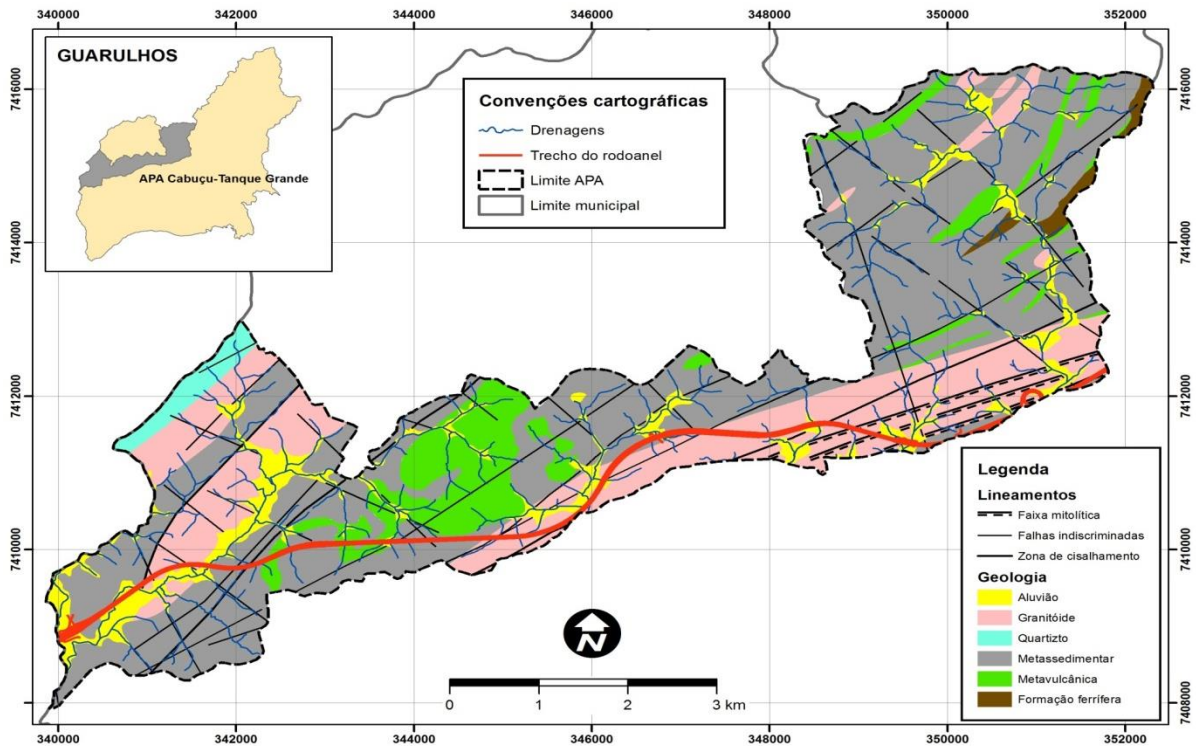 340000 342000 344000 346000 348000 350000 352000
GUARULHOS
APA Cabuçu-Tanque Grande
Convenções cartográficas
Drenagens
Trecho do rodoanel
Limite APA
Limite municipal
7416000 7416000
7414000 7414000
7412000 7412000
7410000 7410000
7408000
Legenda
Lineamentos
Faixa mitolítica
Falhas indiscriminadas
Zona de cisalhamento
Geologia
Aluvião
Granitóide
Quartizto
Metassedimentar
Metavulcânica
Formação ferrífera
N
0 1 2 3 km
7408000
340000 342000 344000 346000 348000 350000 352000